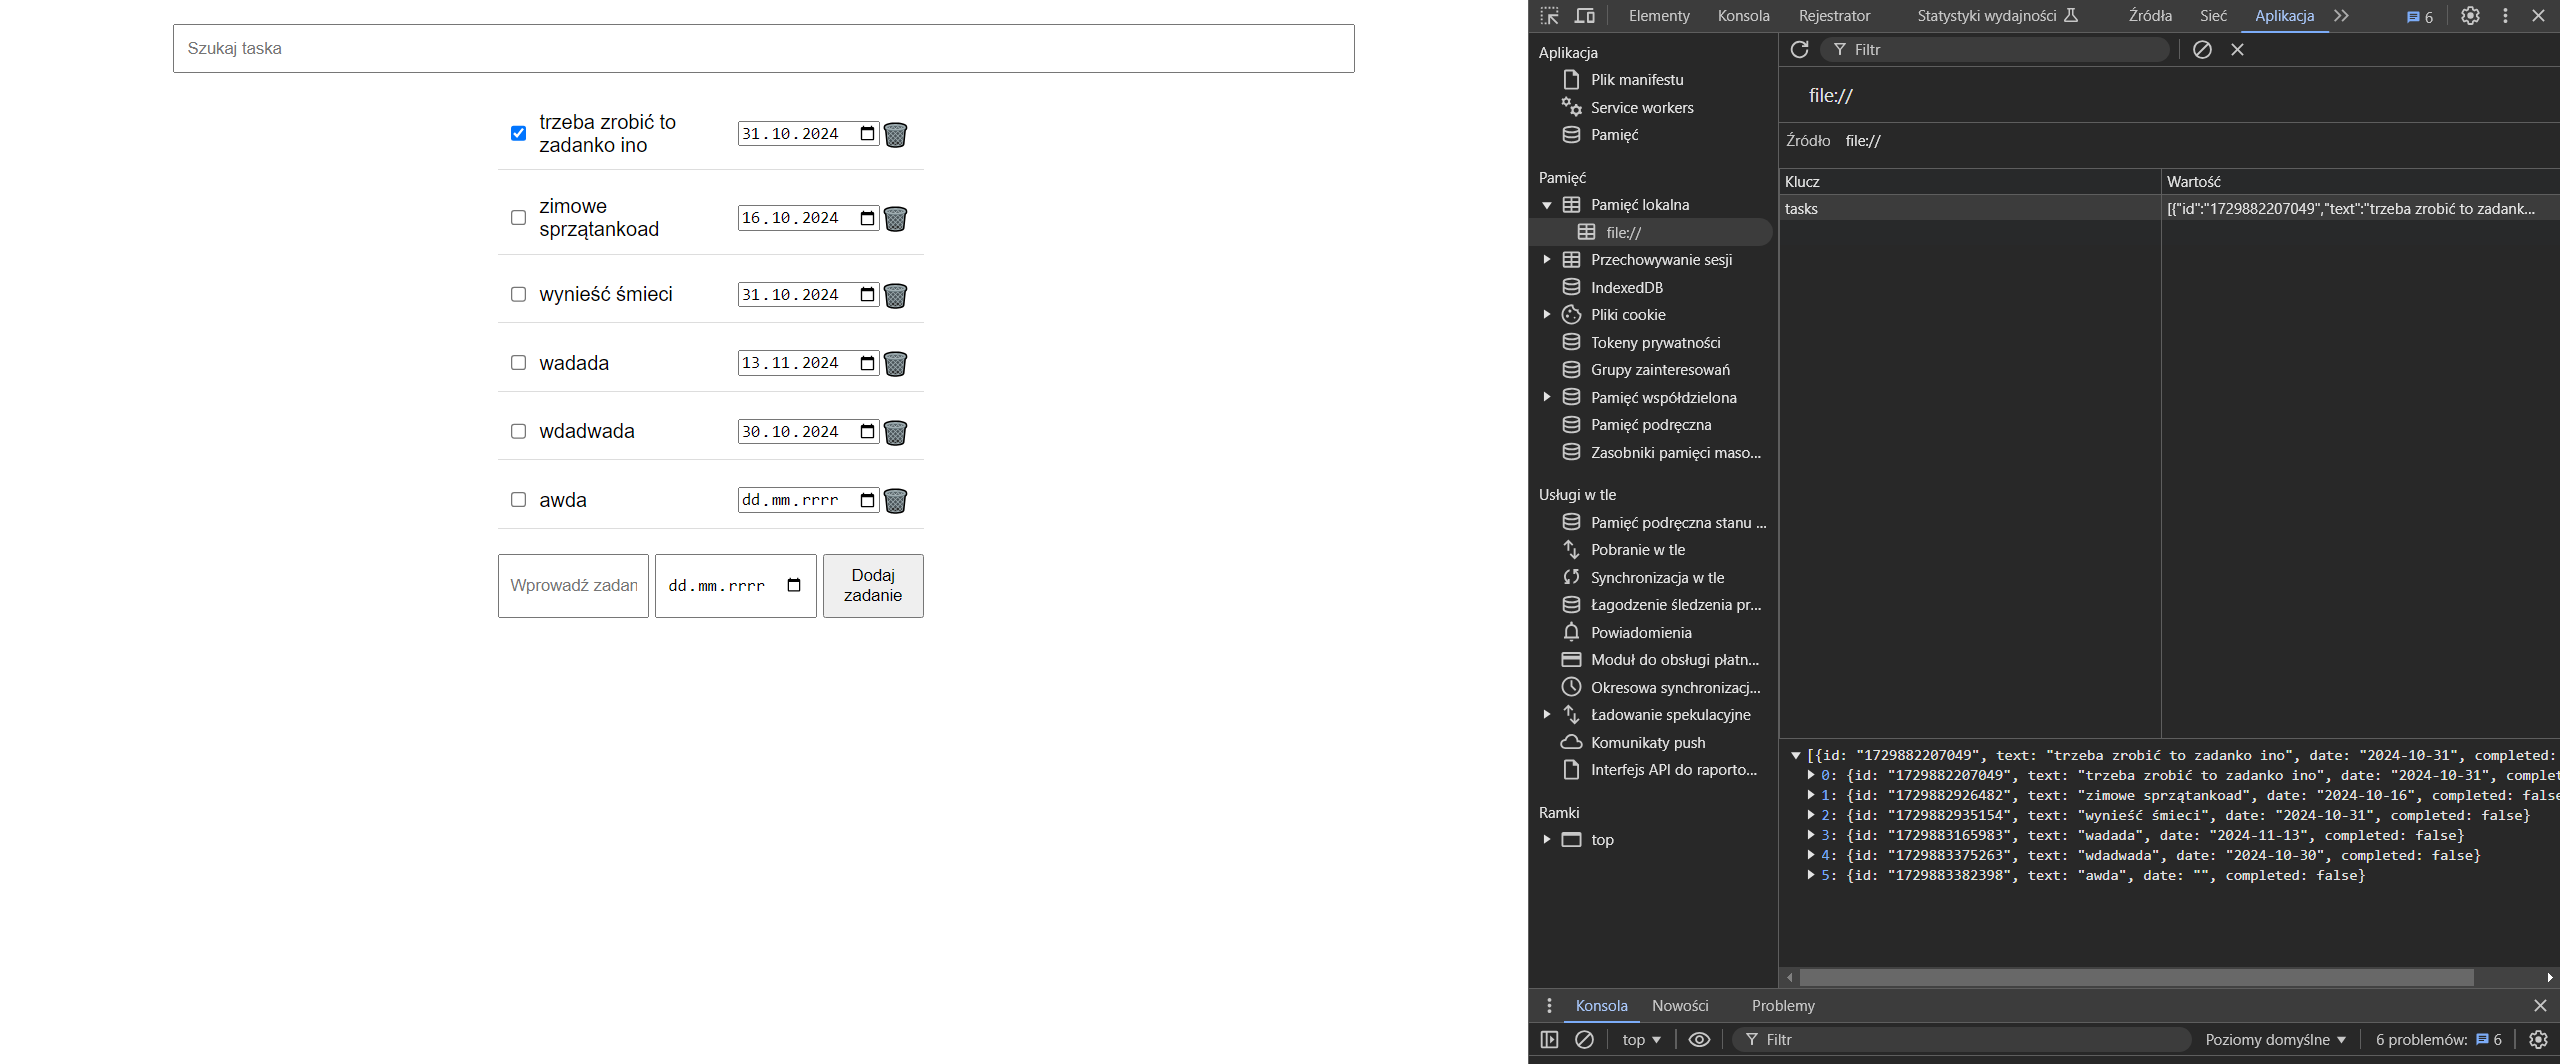 Szukaj taska
trzeba zrobić to
zadanko ino
31.10.2024
zimowe
sprzątankoad
16.10.2024
wynieść śmieci
31.10.2024
wadada
13.11.2024
wdadwada
30.10.2024
awda
dd.mm.rrrr
Wprowadź zadan
dd.mm.rrrr
Dodaj
zadanie
Elementy Konsola Rejestrator Statystyki wydajności Źródła Sieć Aplikacja 6
Aplikacja
Plik manifestu
Service workers
Pamięć
Pamięć
Pamięć lokalna
file://
Przechowywanie sesji
IndexedDB
Pliki cookie
Tokeny prywatności
Grupy zainteresowań
Pamięć współdzielona
Pamięć podręczna
Zasobniki pamięci maso...
Usługi w tle
Pamięć podręczna stanu ...
Pobranie w tle
Synchronizacja w tle
Łagodzenie śledzenia pr...
Powiadomienia
Moduł do obsługi płatn...
Okresowa synchronizacj...
Ładowanie spekulacyjne
Komunikaty push
Interfejs API do raporto...
Ramki
top
Filtr
file://
Źródło file://
Klucz Wartość
tasks [{"id":"1729882207049","text":"trzeba zrobić to zadank...
[{id: "1729882207049", text: "trzeba zrobić to zadanko ino", date: "2024-10-31", completed:
0: {id: "1729882207049", text: "trzeba zrobić to zadanko ino", date: "2024-10-31", complet
1: {id: "1729882926482", text: "zimowe sprzątankoad", date: "2024-10-16", completed: false
2: {id: "1729882935154", text: "wynieść śmieci", date: "2024-10-31", completed: false}
3: {id: "1729883165983", text: "wadada", date: "2024-11-13", completed: false}
4: {id: "1729883375263", text: "wdadwada", date: "2024-10-30", completed: false}
5: {id: "1729883382398", text: "awda", date: "", completed: false}
Konsola Nowości Problemy
top Filtr Poziomy domyślne 6 problemów: 6